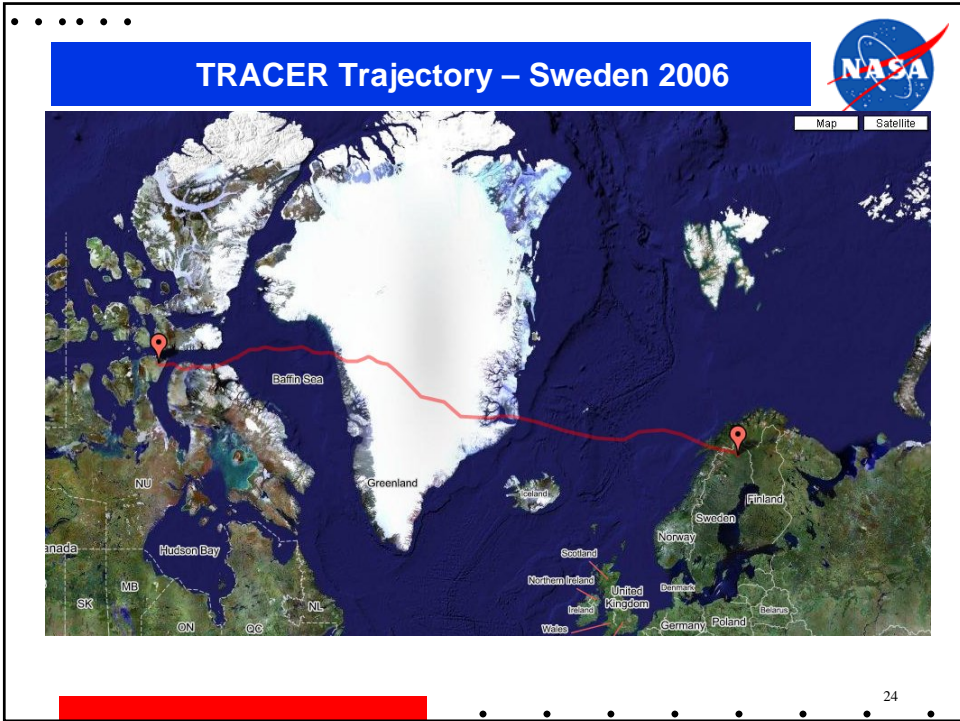 TRACER Trajectory – Sweden 2006
NASA
Map
Satellite
Baffin Sea
Greenland
Iceland
NU
Finland
Sweden
Norway
anada
Hudson Bay
Scotland
Northern Ireland
United
Kingdom
Denmark
MB
SK
NL
Ireland
Belarus
Wales
Germany
Poland
ON
QC
24